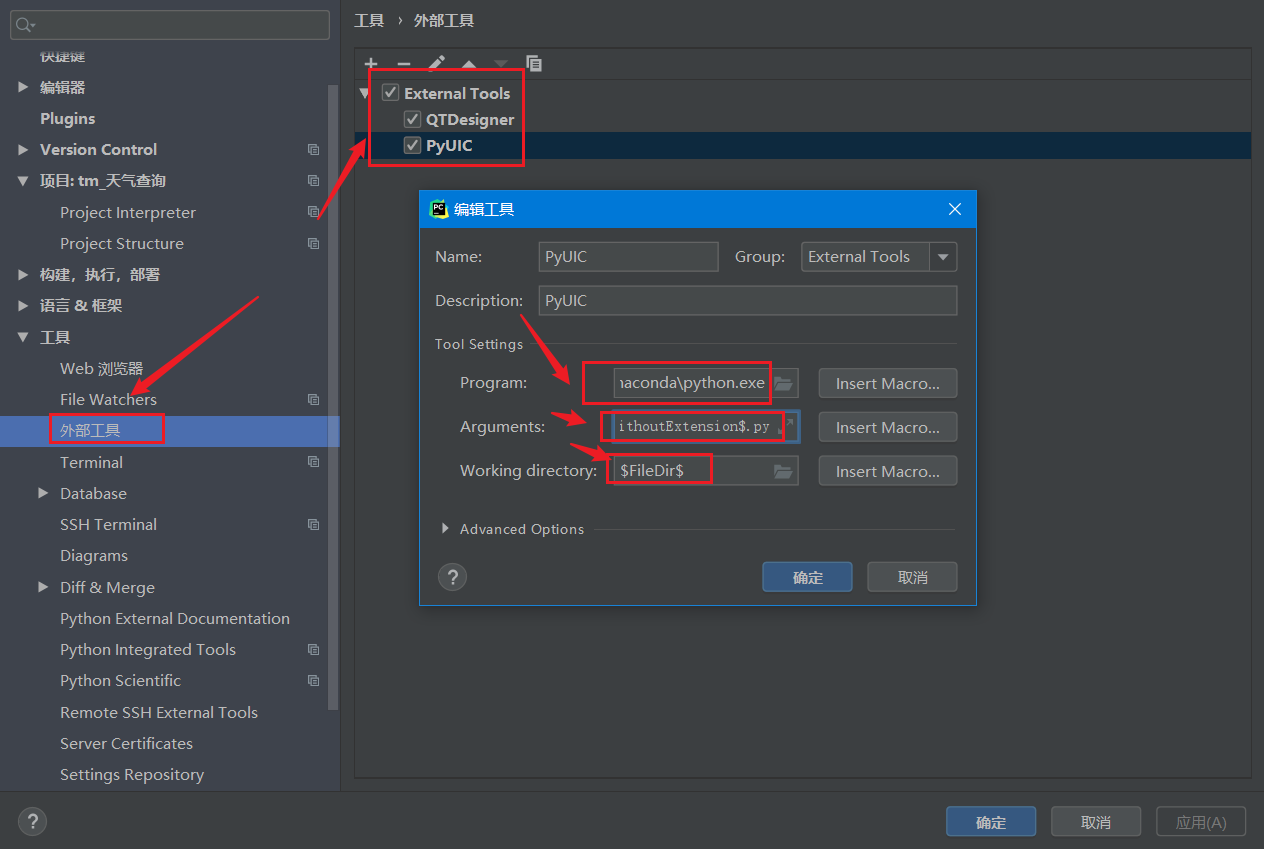 快捷键
编辑器
Plugins
Version Control
项目: tm_天气查询
Project Interpreter
Project Structure
构建，执行，部署
语言 & 框架
工具
Web 浏览器
File Watchers
外部工具
Terminal
Database
SSH Terminal
Diagrams
Diff & Merge
Python External Documentation
Python Integrated Tools
Python Scientific
Remote SSH External Tools
Server Certificates
Settings Repository
?
工具 › 外部工具
External Tools
QTDesigner
PyUIC
PC 编辑工具
Name: PyUIC Group: External Tools
Description: PyUIC
Tool Settings
Program: naconda\python.exe Insert Macro...
Arguments: ithoutExtension$.py Insert Macro...
Working directory: $FileDir$ Insert Macro...
Advanced Options
? 确定 取消
确定 取消 应用(A)